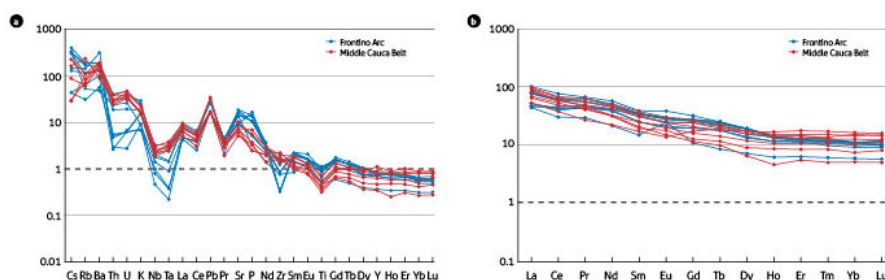 a
1000
Frontino Arc
Middle Cauca Belt
100
10
1
0.1
0.01
Cs Rb Ba Th U K Nb Ta La Ce Pb Pr Sr P Nd Zr Sm Eu Ti Gd Tb Dy Y Ho Er Yb Lu
b
1000
Frontino Arc
Middle Cauca Belt
100
10
1
0.1
La Ce Pr Nd Sm Eu Gd Tb Dy Ho Er Tm Yb Lu